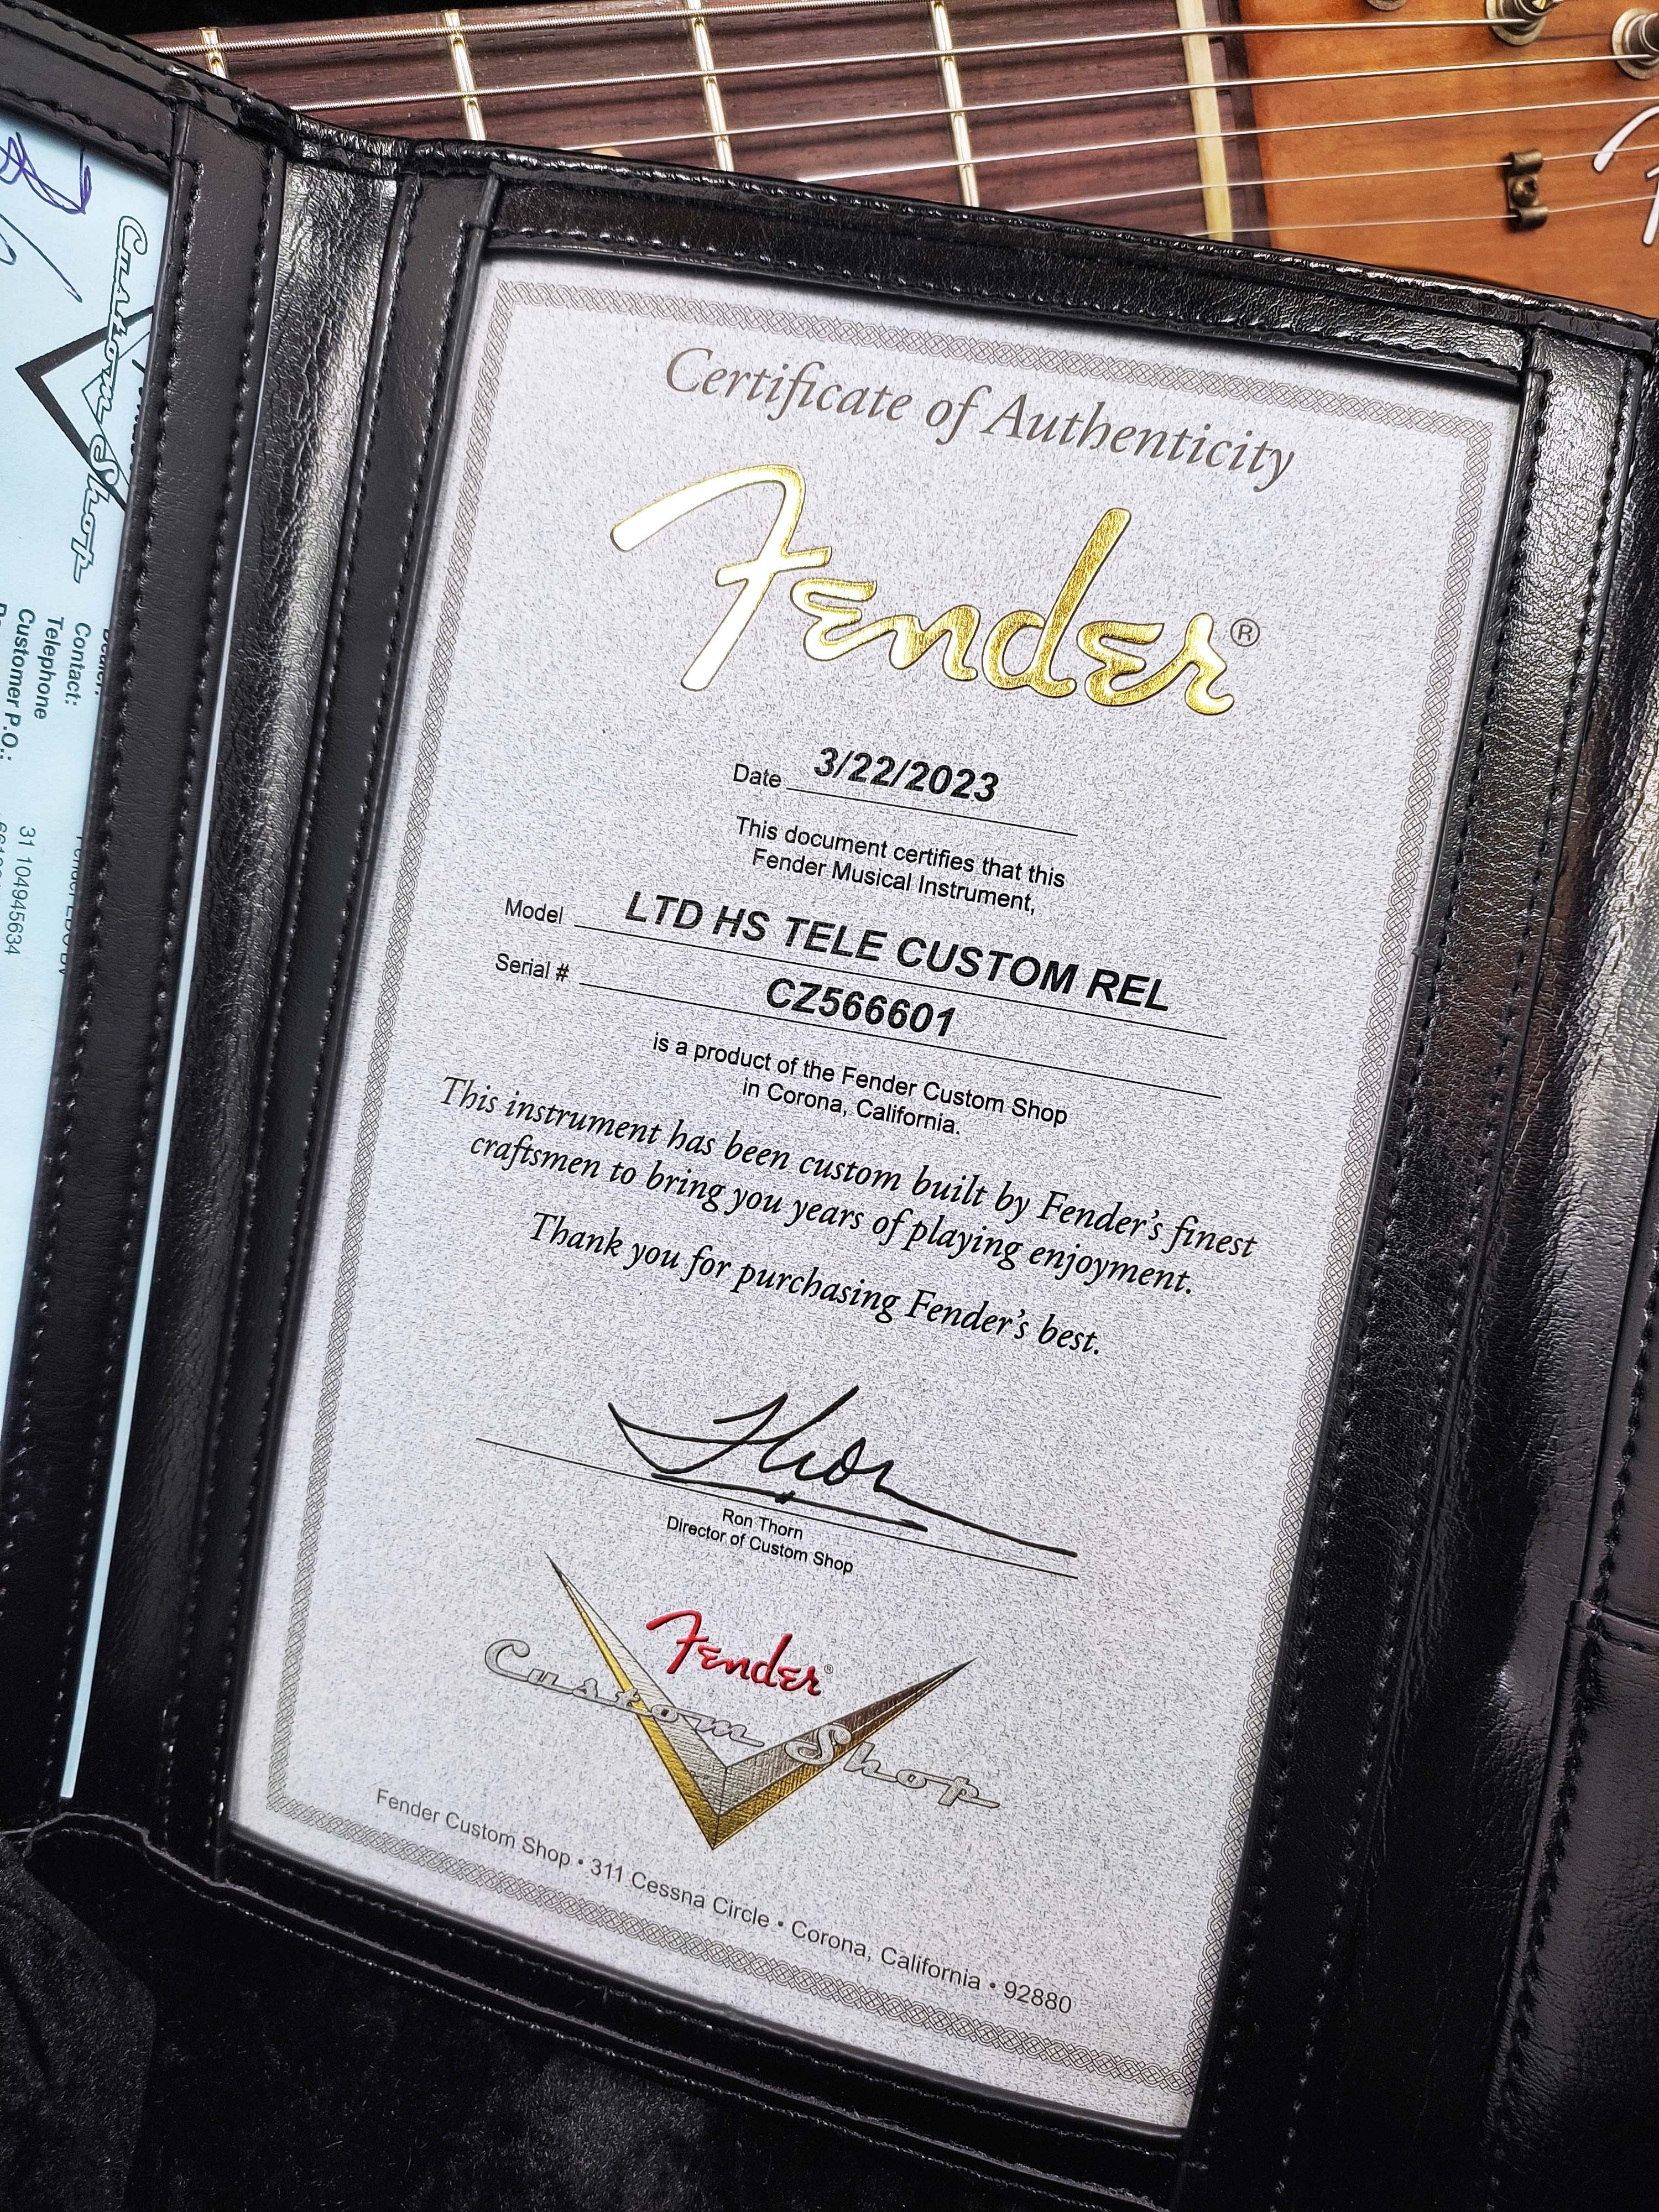 Custom Shop
Contact:
Telephone
Customer P.O.:
31 104945634
Certificate of Authenticity
Fender®
Date 3/22/2023
This document certifies that this
Fender Musical Instrument,
Model LTD HS TELE CUSTOM REL
Serial # CZ566601
is a product of the Fender Custom Shop
in Corona, California.
This instrument has been custom built by Fender's finest
craftsmen to bring you years of playing enjoyment.
Thank you for purchasing Fender's best.
Thorn
Ron Thorn
Director of Custom Shop
Fender®
Custom Shop
Fender Custom Shop • 311 Cessna Circle • Corona, California • 92880